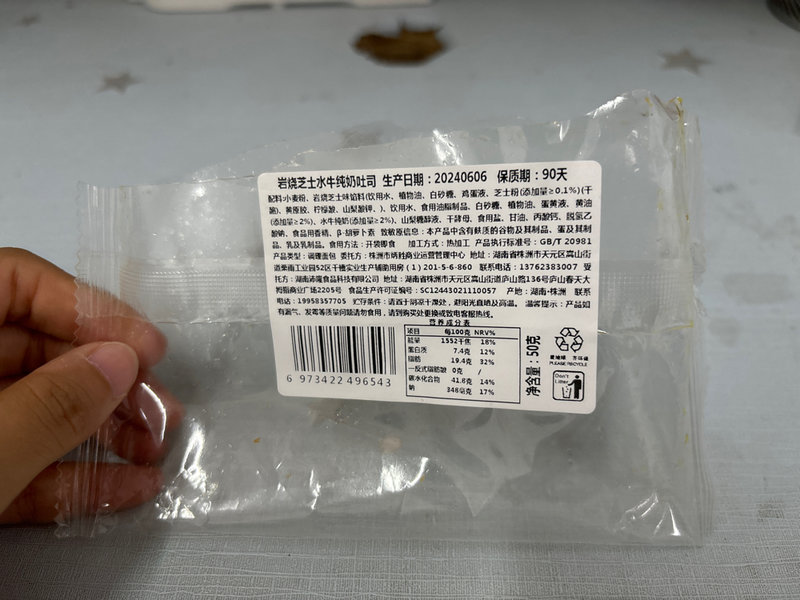 岩烧芝士水牛纯奶吐司 生产日期：20240606 保质期：90天
配料：小麦粉、岩烧芝士味馅料(饮用水、植物油、白砂糖、鸡蛋液、芝士粉(添加量≥0.1%)(干
酪)、黄原胶、柠檬酸、山梨酸钾、)、饮用水、食用油脂制品、白砂糖、植物油、蛋黄液、黄油
(添加量≥2%)、水牛纯奶(添加量≥2%)、山梨糖醇液、干酵母、食用盐、甘油、丙酸钙、脱氢乙
酸钠、食品用香精、β-胡萝卜素 致敏原信息：本产品中含有麸质的谷物及其制品、蛋及其制
品、乳及乳制品。食用方法：开袋即食 加工方式：热加工 产品执行标准号：GB/T 20981
产品类型：调理面包 委托方：株洲市炳胜商业运营管理中心 地址：湖南省株洲市天元区嵩山街
道栗雨工业园52区千禧实业生产辅助用房(1)201-5-6-860 联系电话：13762383007 受
托方：湖南沛隆食品科技有限公司 地址：湖南省株洲市天元区嵩山街道庐山路136号庐山春天大
拇指商业广场2205号 食品生产许可证编号：SC12443021110057 产地：湖南·株洲 联系
电话：19958357705 贮存条件：请置于阴凉干燥处，避阳光直晒及高温。 温馨提示：产品如
有漏气、发霉等质量问题请勿食用，请到购买处更换或致电客服热线。
营养成分表
项目 每100克 NRV%
能量 1552千焦 18%
蛋白质 7.4克 12%
脂肪 19.4克 32%
一反式脂肪酸 0克 /
碳水化合物 41.8克 14%
钠 348毫克 17%
6 973422 496543
净含量：50克
PLEASE RECYCLE
Don't
Litter